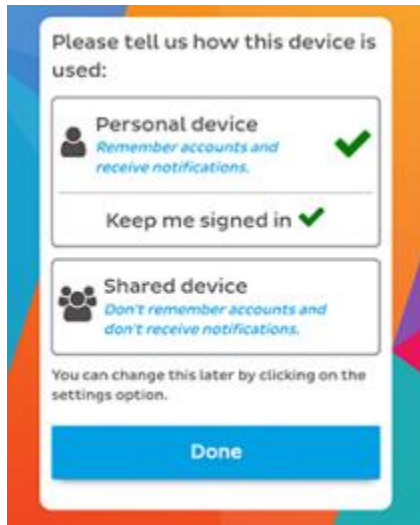 Please tell us how this device is
used:
Personal device
Remember accounts and
receive notifications.
Keep me signed in
Shared device
Don't remember accounts and
don't receive notifications.
You can change this later by clicking on the
settings option.
Done